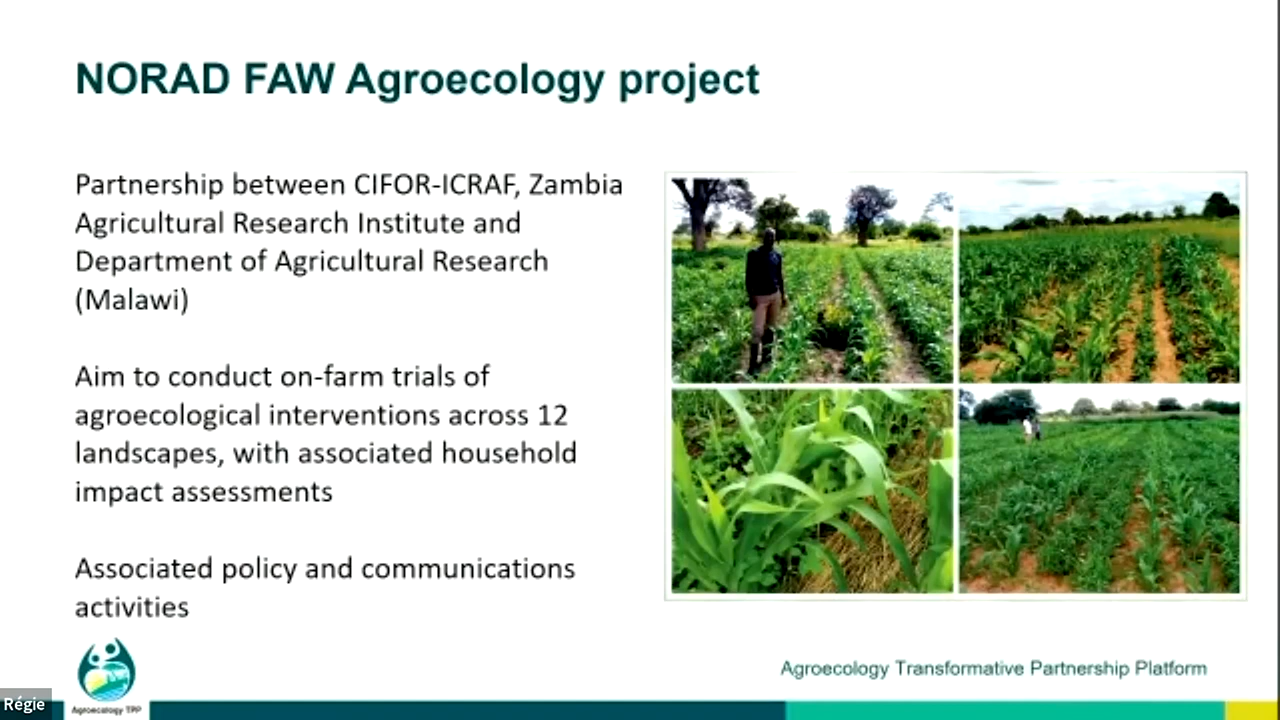 NORAD FAW Agroecology project
Partnership between CIFOR-ICRAF, Zambia
Agricultural Research Institute and
Department of Agricultural Research
(Malawi)
Aim to conduct on-farm trials of
agroecological interventions across 12
landscapes, with associated household
impact assessments
Associated policy and communications
activities
Agroecology Transformative Partnership Platform
Régie
Agroecology TPP